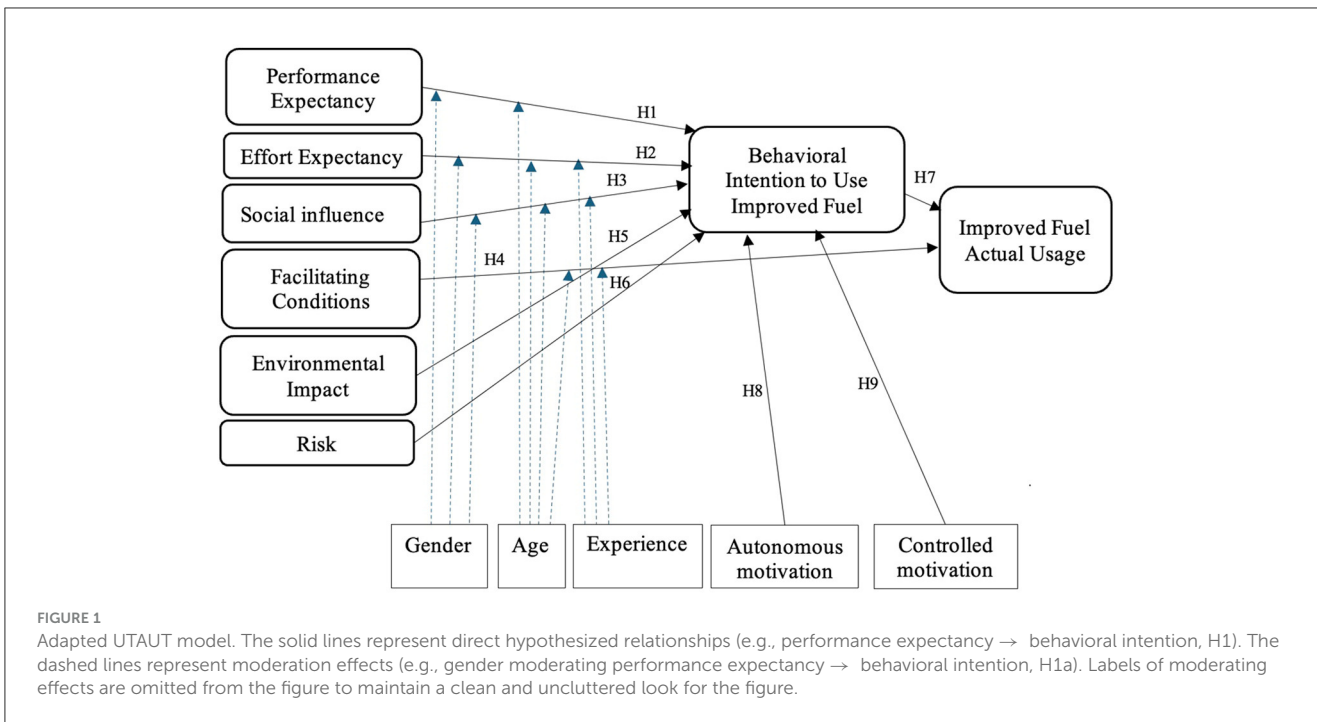 Performance
Expectancy
H1
Effort Expectancy
H2
Behavioral
Intention to Use
Improved Fuel
H3
H7
Social influence
Improved Fuel
Actual Usage
H5
H4
Facilitating
Conditions
H6
Environmental
Impact
H8
H9
Risk
Gender
Age
Experience
Autonomous
motivation
Controlled
motivation
FIGURE 1
Adapted UTAUT model. The solid lines represent direct hypothesized relationships (e.g., performance expectancy → behavioral intention, H1). The
dashed lines represent moderation effects (e.g., gender moderating performance expectancy → behavioral intention, H1a). Labels of moderating
effects are omitted from the figure to maintain a clean and uncluttered look for the figure.